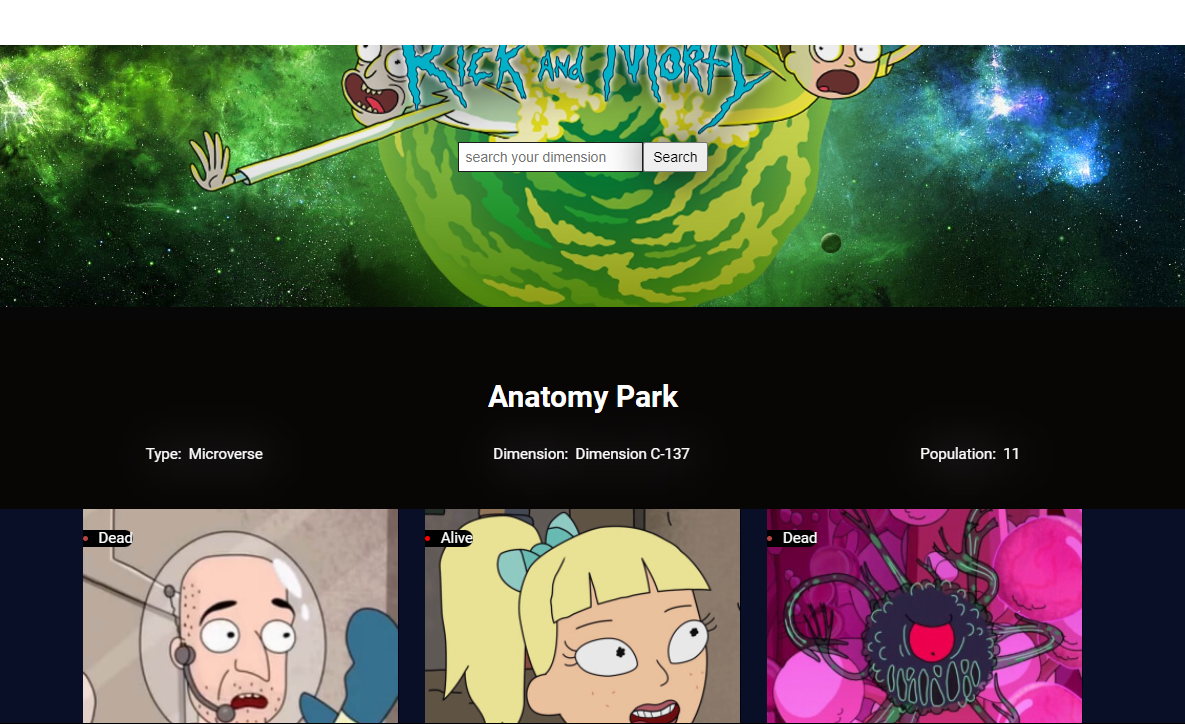 Rick and Morty
search your dimension Search
Anatomy Park
Type: Microverse Dimension: Dimension C-137 Population: 11
Dead Alive Dead